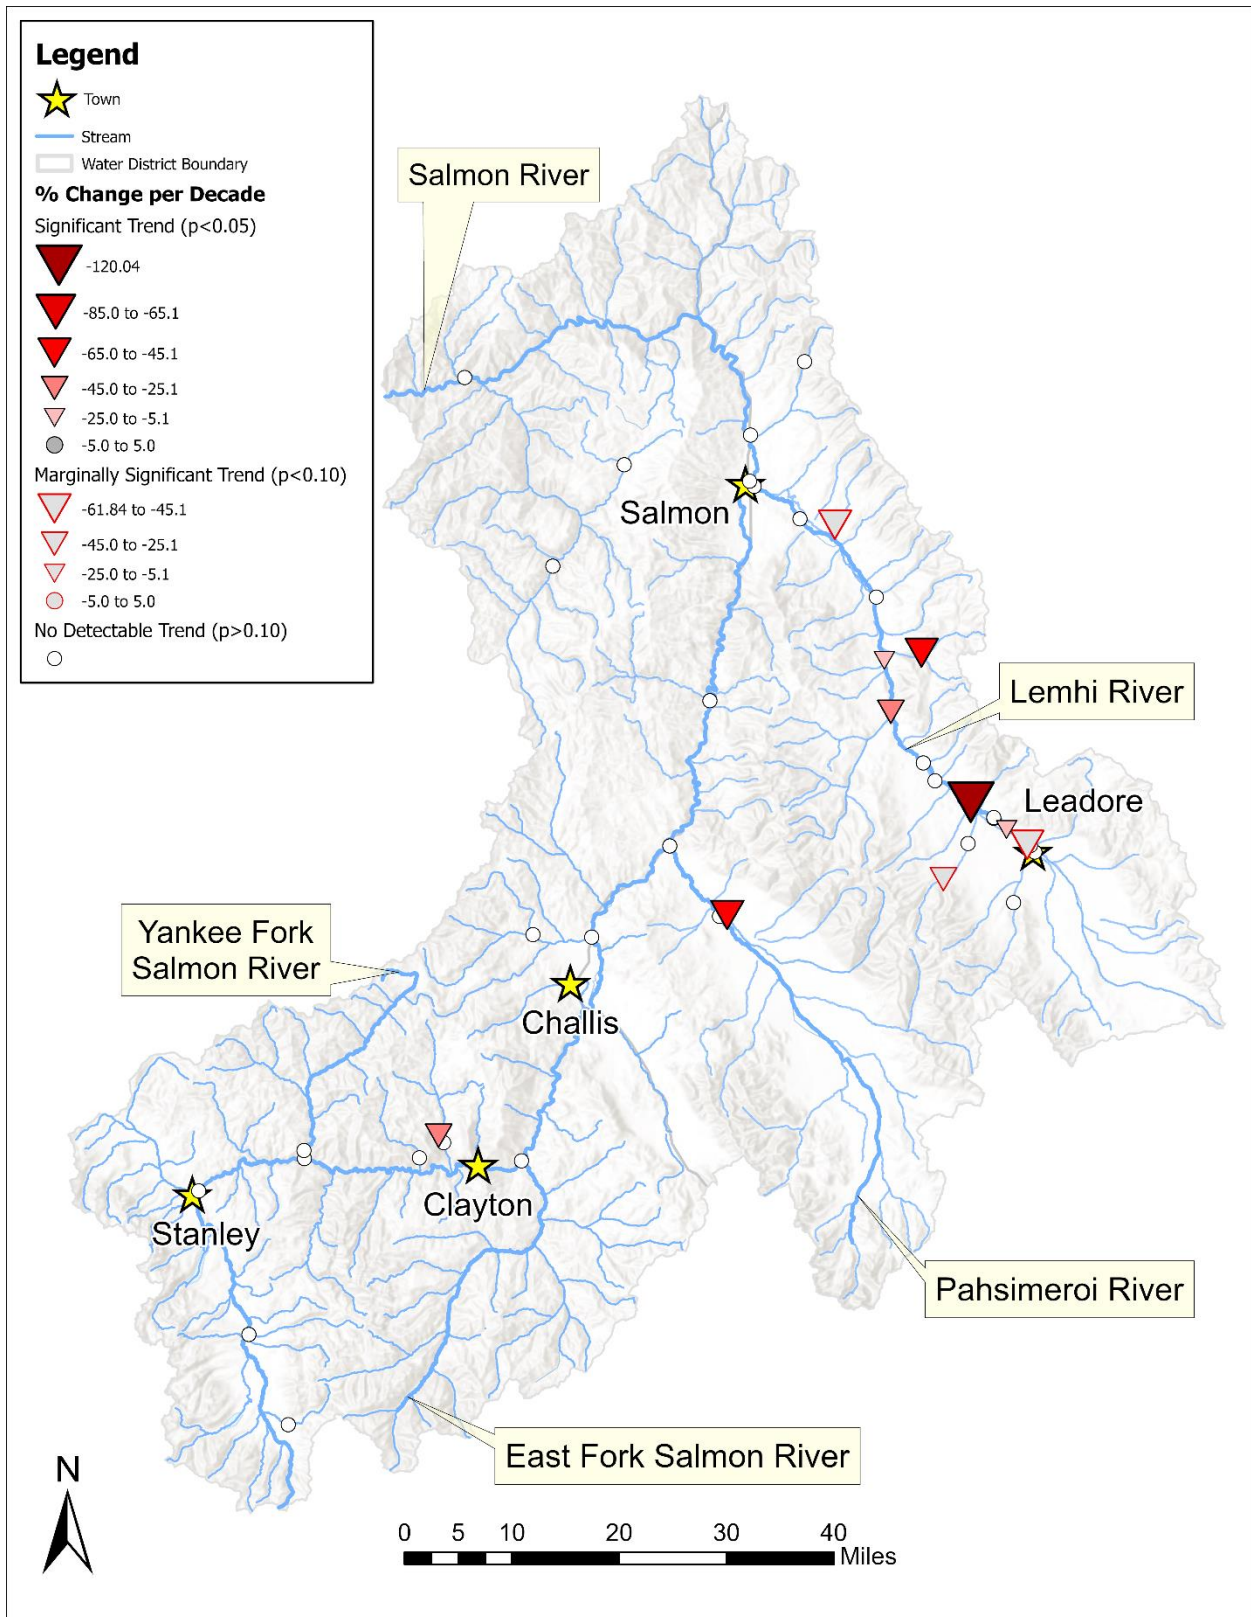 Legend
Town
Stream
Water District Boundary
% Change per Decade
Significant Trend (p<0.05)
-120.04
-85.0 to -65.1
-65.0 to -45.1
-45.0 to -25.1
-25.0 to -5.1
-5.0 to 5.0
Marginally Significant Trend (p<0.10)
-61.84 to -45.1
-45.0 to -25.1
-25.0 to -5.1
-5.0 to 5.0
No Detectable Trend (p>0.10)
Salmon River
Salmon
Lemhi River
Leadore
Yankee Fork
Salmon River
Challis
Clayton
Stanley
Pahsimeroi River
East Fork Salmon River
N
0 5 10 20 30 40
Miles